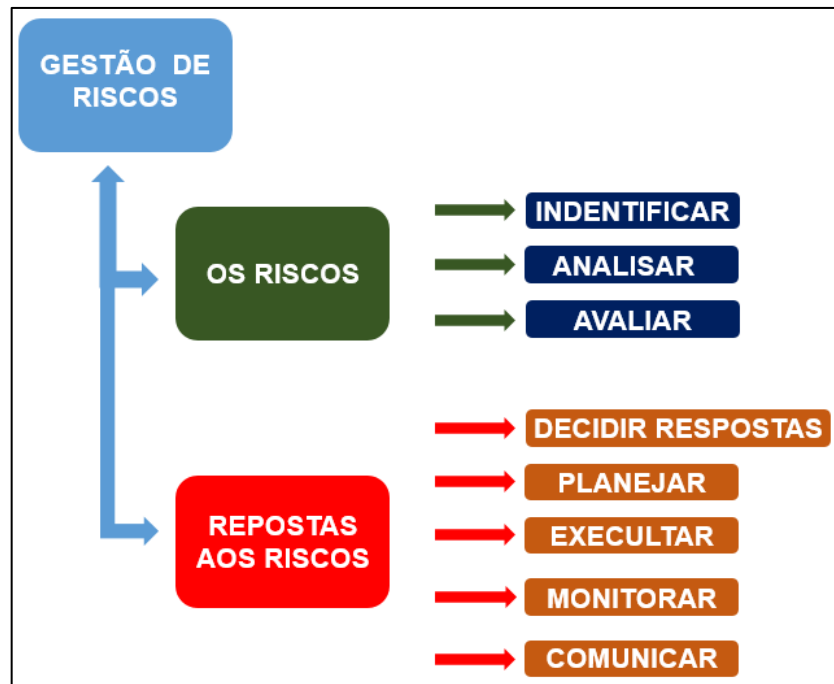 GESTÃO DE
RISCOS
OS RISCOS
INDENTIFICAR
ANALISAR
AVALIAR
REPOSTAS
AOS RISCOS
DECIDIR RESPOSTAS
PLANEJAR
EXECULTAR
MONITORAR
COMUNICAR